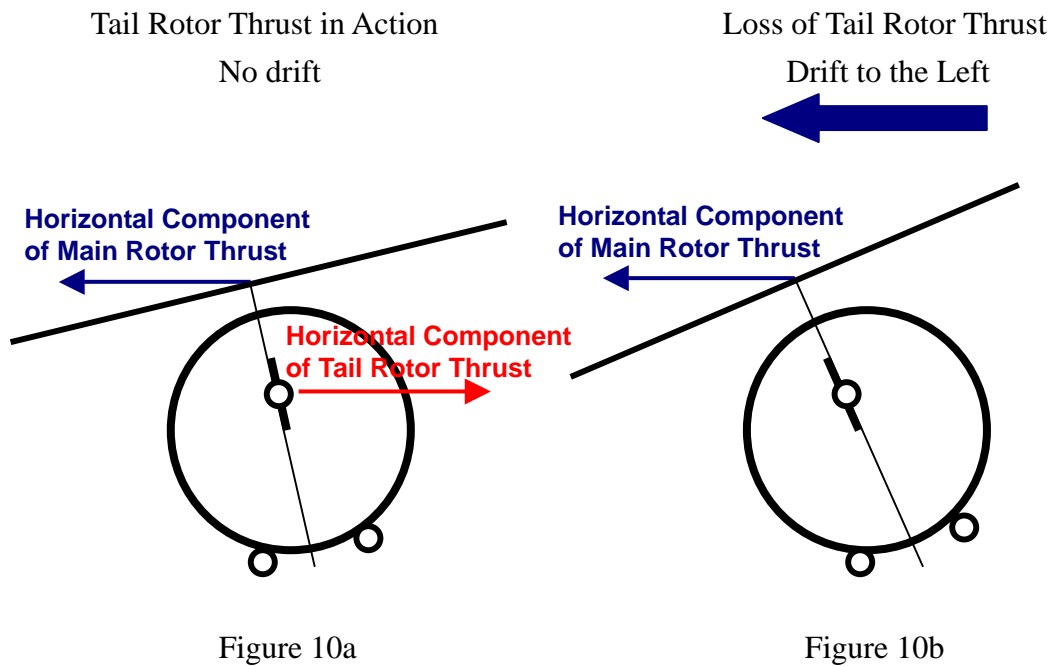 Tail Rotor Thrust in Action
No drift
Horizontal Component
of Main Rotor Thrust
Horizontal Component
of Tail Rotor Thrust
Figure 10a
Loss of Tail Rotor Thrust
Drift to the Left
Horizontal Component
of Main Rotor Thrust
Figure 10b